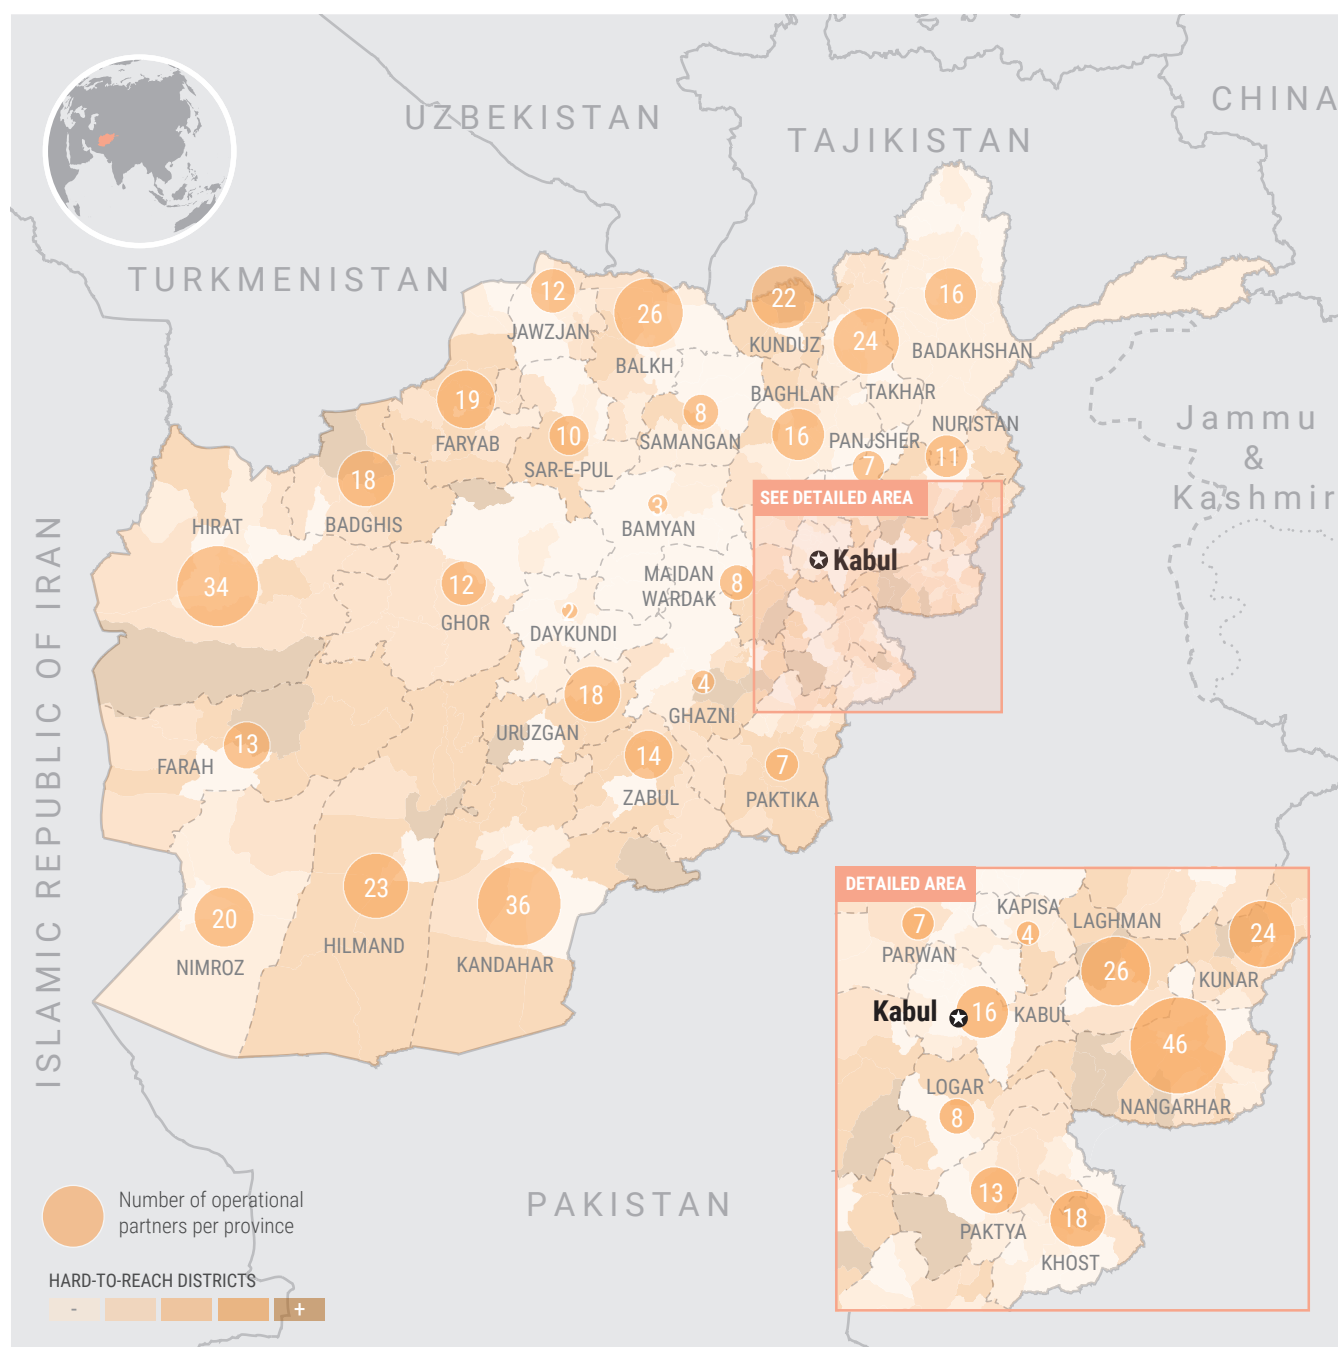 UZBEKISTAN
CHINA
TAJIKISTAN
TURKMENISTAN
12
JAWZJAN
26
BALKH
22
KUNDUZ
24
TAKHAR
16
BADAKHSHAN
19
FARYAB
10
SAR-E-PUL
8
SAMANGAN
BAGHLAN
16
PANJSHER
7
NURISTAN
11
Jammu
&
Kashmir
18
BADGHIS
HIRAT
34
3
BAMYAN
SEE DETAILED AREA
Kabul
MAIDAN
WARDAK
8
12
GHOR
2
DAYKUNDI
ISLAMIC REPUBLIC OF IRAN
18
URUZGAN
4
GHAZNI
13
FARAH
14
ZABUL
7
PAKTIKA
20
NIMROZ
23
HILMAND
36
KANDAHAR
DETAILED AREA
7
PARWAN
KAPISA
4
LAGHMAN
26
24
KUNAR
Kabul
16
KABUL
46
NANGARHAR
LOGAR
8
13
PAKTYA
18
KHOST
PAKISTAN
Number of operational
partners per province
HARD-TO-REACH DISTRICTS
- +